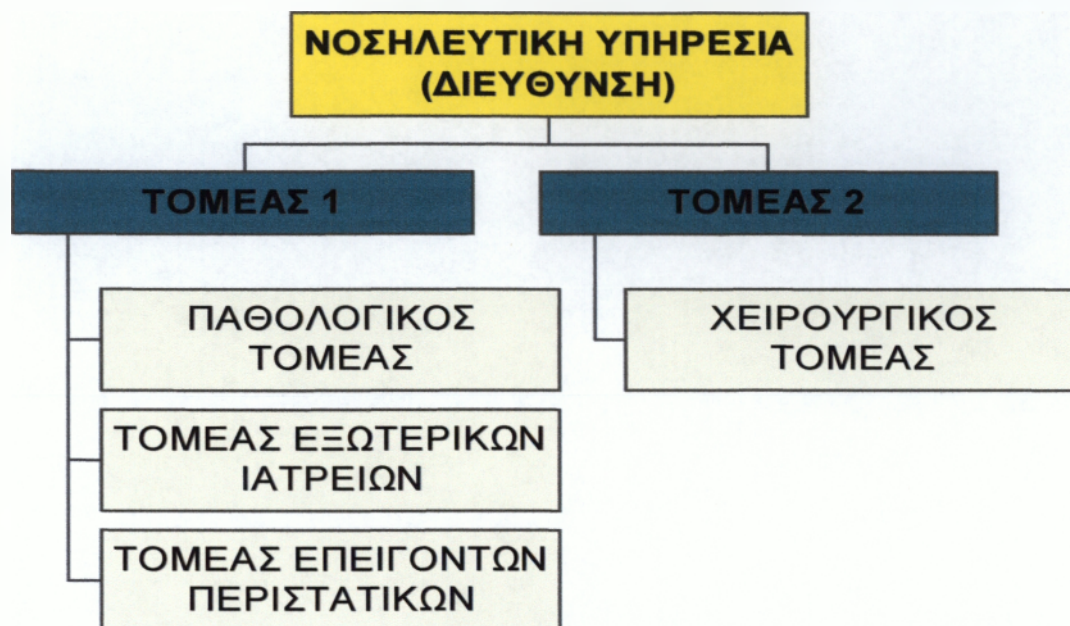 ΝΟΣΗΛΕΥΤΙΚΗ ΥΠΗΡΕΣΙΑ
(ΔΙΕΥΘΥΝΣΗ)
ΤΟΜΕΑΣ 1
ΤΟΜΕΑΣ 2
ΠΑΘΟΛΟΓΙΚΟΣ
ΤΟΜΕΑΣ
ΧΕΙΡΟΥΡΓΙΚΟΣ
ΤΟΜΕΑΣ
ΤΟΜΕΑΣ ΕΞΩΤΕΡΙΚΩΝ
ΙΑΤΡΕΙΩΝ
ΤΟΜΕΑΣ ΕΠΕΙΓΟΝΤΩΝ
ΠΕΡΙΣΤΑΤΙΚΩΝ